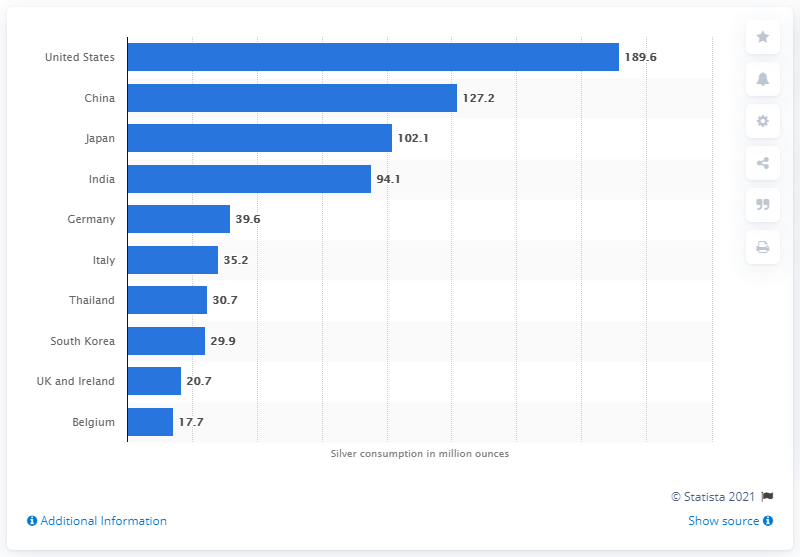 United States 189.6
China 127.2
Japan 102.1
India 94.1
Germany 39.6
Italy 35.2
Thailand 30.7
South Korea 29.9
UK and Ireland 20.7
Belgium 17.7
Silver consumption in million ounces
© Statista 2021
Additional Information Show source